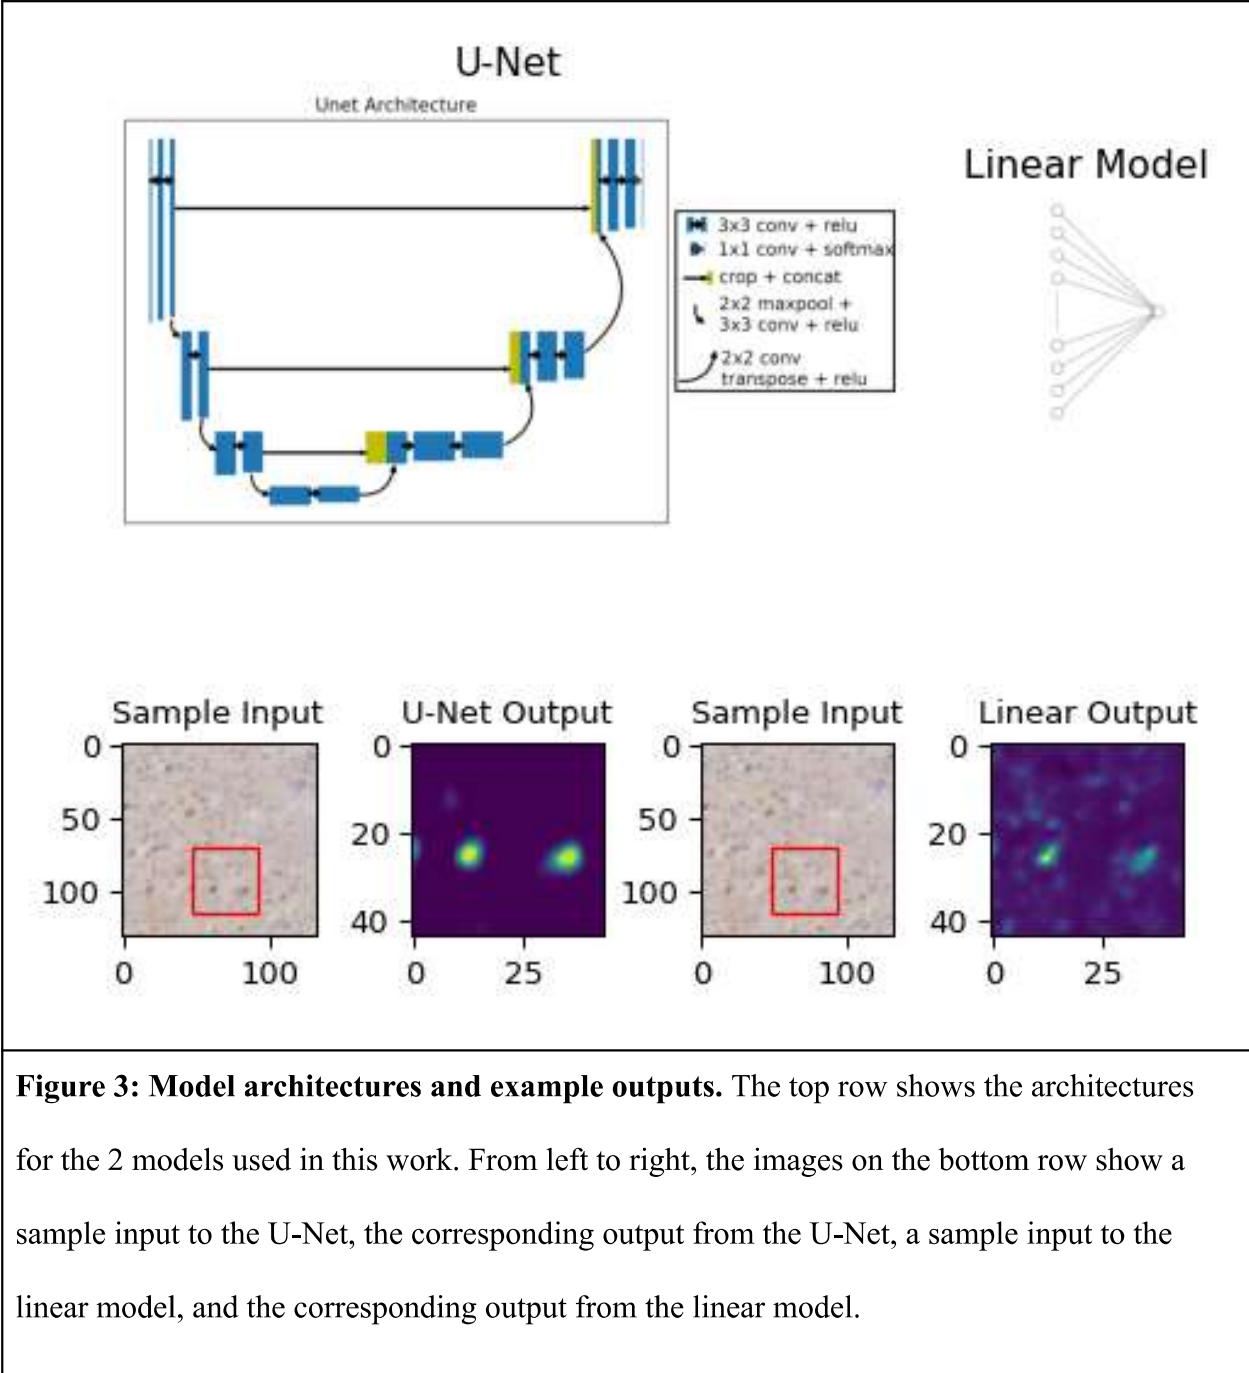 U-Net
Unet Architecture
Linear Model
3x3 conv + relu
1x1 conv + softmax
crop + concat
2x2 maxpool +
3x3 conv + relu
2x2 conv
transpose + relu
Sample Input
U-Net Output
Sample Input
Linear Output
0
50
100
0
100
0
20
40
0
25
0
50
100
0
100
0
20
40
0
25
Figure 3: Model architectures and example outputs. The top row shows the architectures
for the 2 models used in this work. From left to right, the images on the bottom row show a
sample input to the U-Net, the corresponding output from the U-Net, a sample input to the
linear model, and the corresponding output from the linear model.